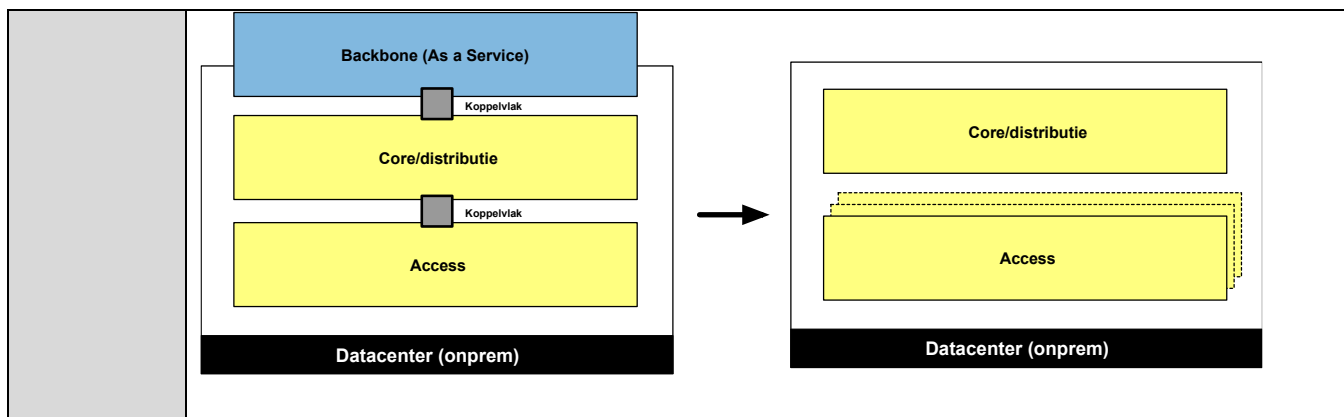 Backbone (As a Service)
Koppelvlak
Core/distributie
Koppelvlak
Access
Datacenter (onprem)
Core/distributie
Access
Datacenter (onprem)